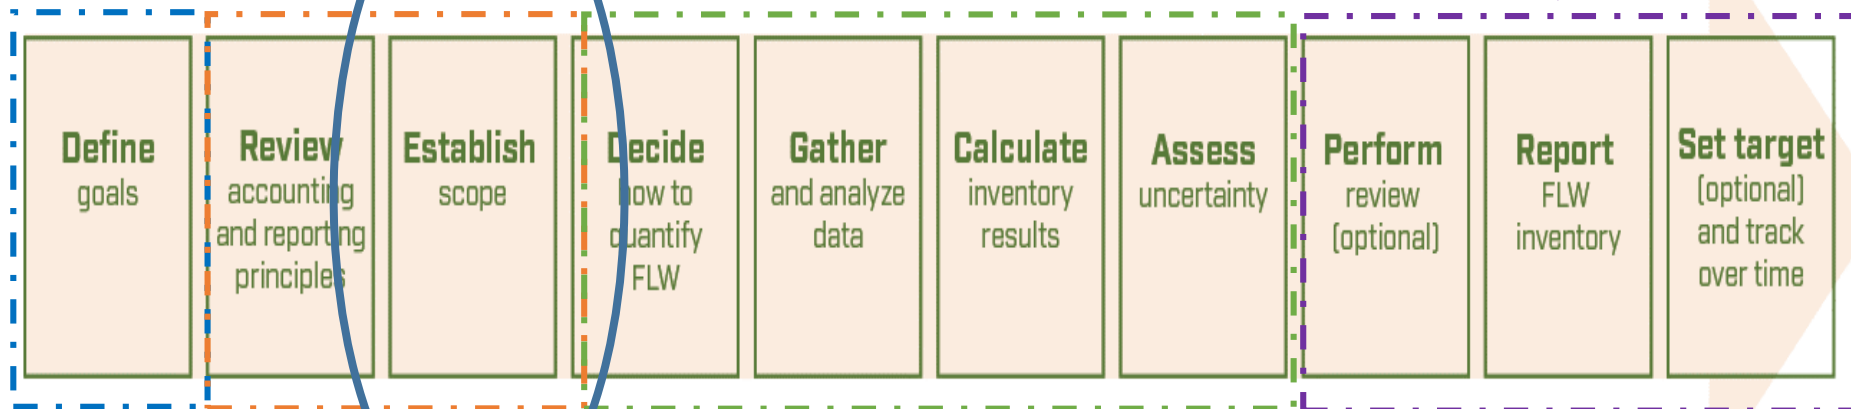 Define
goals
Review
accounting
and reporting
principles
Establish
scope
Decide
how to
quantify
FLW
Gather
and analyze
data
Calculate
inventory
results
Assess
uncertainty
Perform
review
(optional)
Report
FLW
inventory
Set target
(optional)
and track
over time